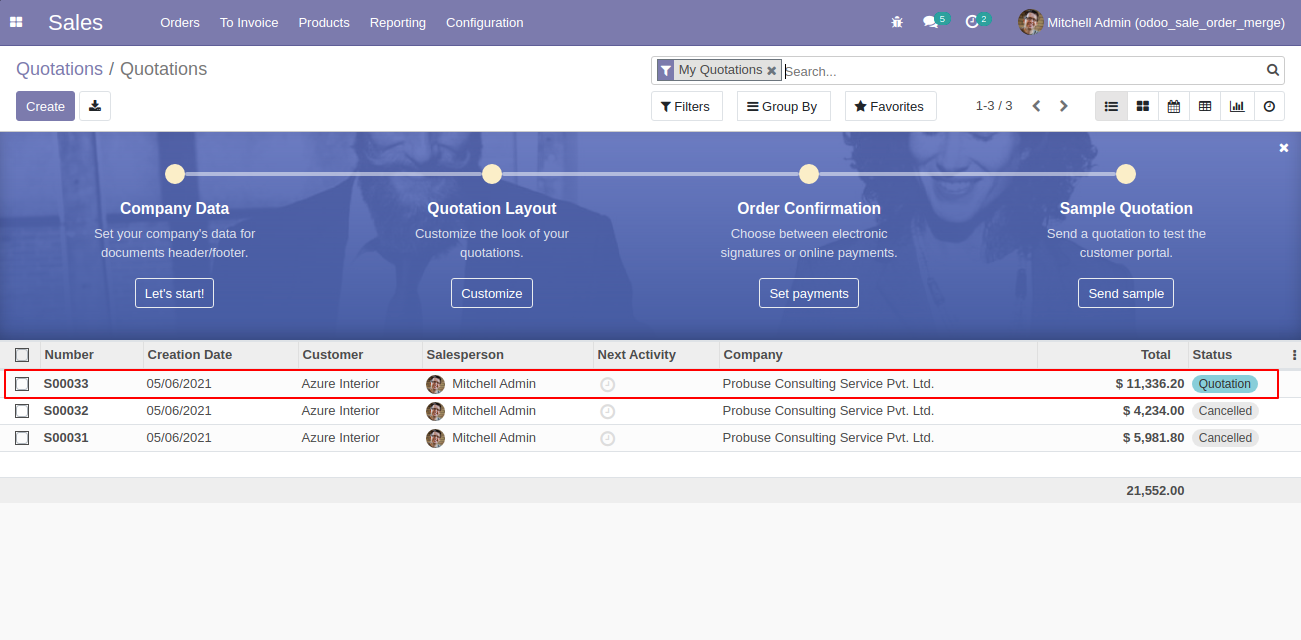 Sales Orders To Invoice Products Reporting Configuration 5 2 Mitchell Admin (odoo_sale_order_merge)
Quotations / Quotations
My Quotations Search...
Create Filters Group By Favorites 1-3 / 3
Company Data
Set your company's data for
documents header/footer.
Let's start!
Quotation Layout
Customize the look of your
quotations.
Customize
Order Confirmation
Choose between electronic
signatures or online payments.
Set payments
Sample Quotation
Send a quotation to test the
customer portal.
Send sample
Number Creation Date Customer Salesperson Next Activity Company Total Status
S00033 05/06/2021 Azure Interior Mitchell Admin Probuse Consulting Service Pvt. Ltd. $ 11,336.20 Quotation
S00032 05/06/2021 Azure Interior Mitchell Admin Probuse Consulting Service Pvt. Ltd. $ 4,234.00 Cancelled
S00031 05/06/2021 Azure Interior Mitchell Admin Probuse Consulting Service Pvt. Ltd. $ 5,981.80 Cancelled
21,552.00